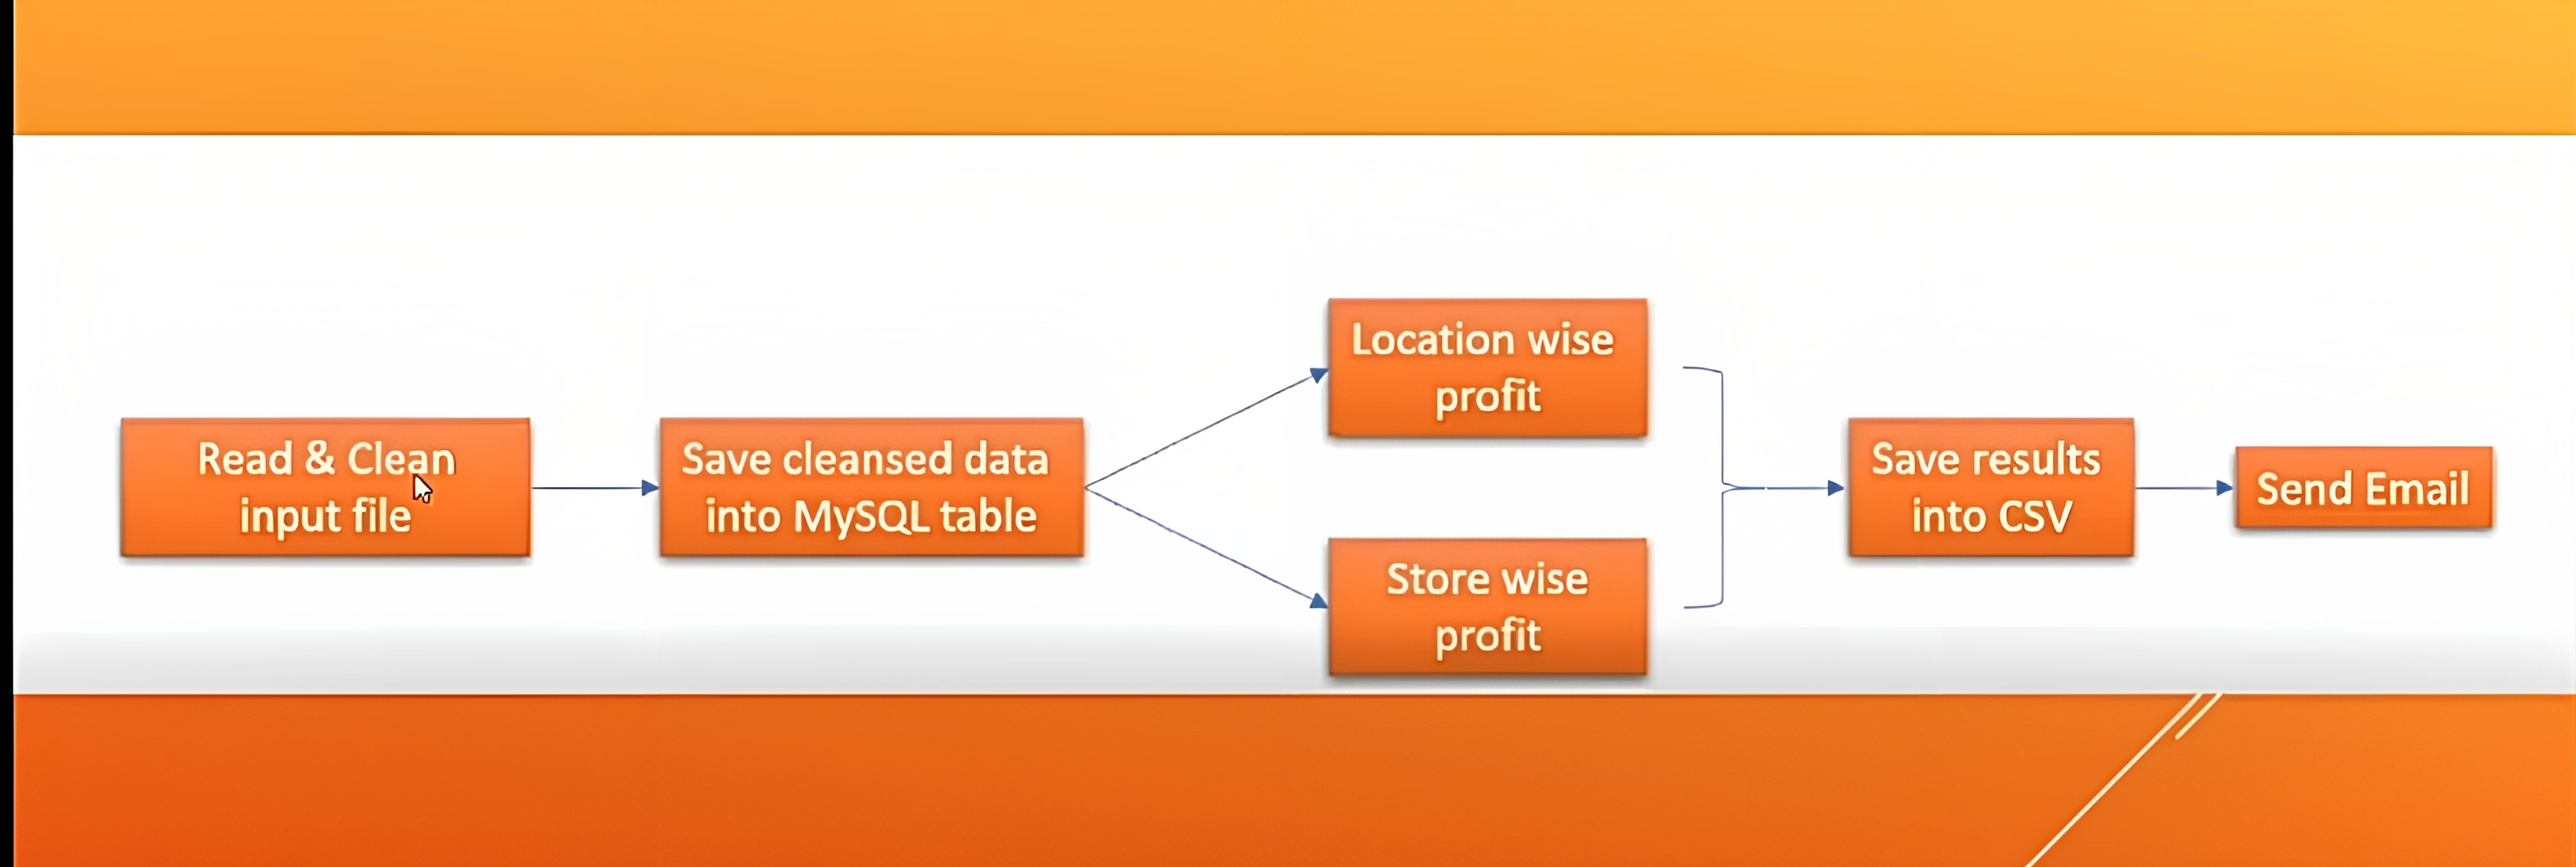 Read & Clean
input file
Save cleansed data
into MySQL table
Location wise
profit
Store wise
profit
Save results
into CSV
Send Email